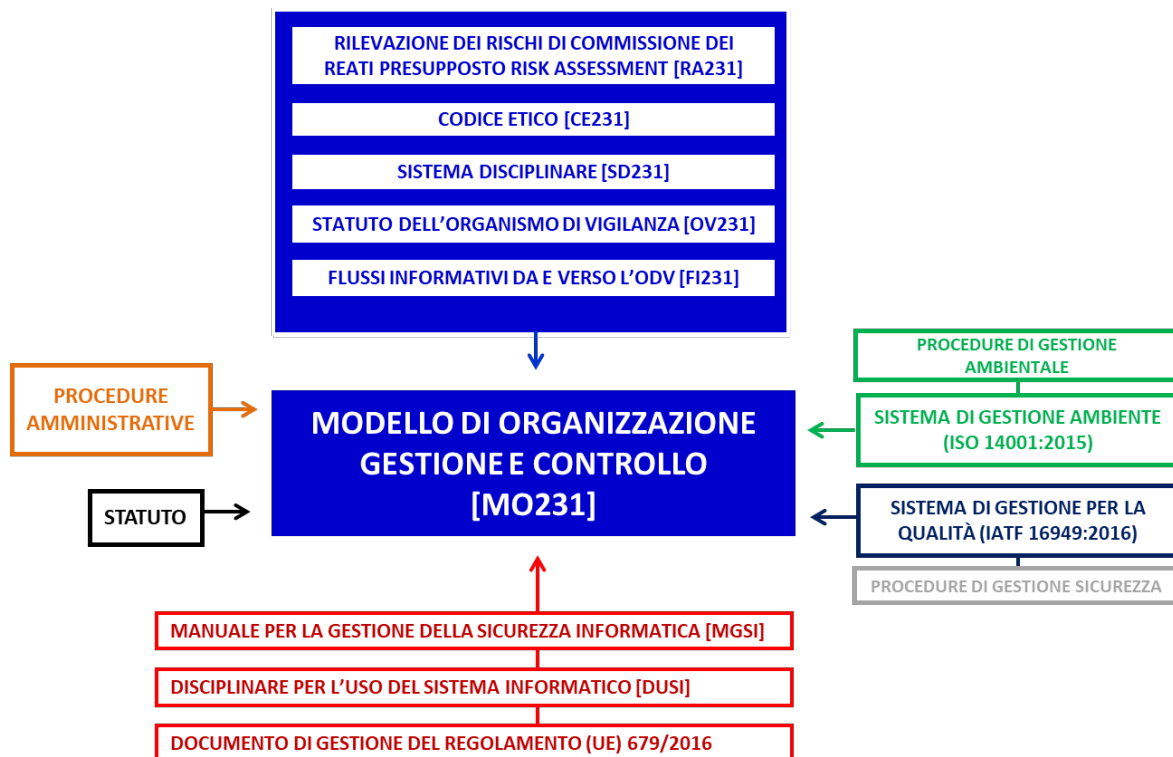 RILEVAZIONE DEI RISCHI DI COMMISSIONE DEI
REATI PRESUPPOSTO RISK ASSESSMENT [RA231]
CODICE ETICO [CE231]
SISTEMA DISCIPLINARE [SD231]
STATUTO DELL'ORGANISMO DI VIGILANZA [OV231]
FLUSSI INFORMATIVI DA E VERSO L'ODV [FI231]
PROCEDURE
AMMINISTRATIVE
STATUTO
MODELLO DI ORGANIZZAZIONE
GESTIONE E CONTROLLO
[MO231]
PROCEDURE DI GESTIONE
AMBIENTALE
SISTEMA DI GESTIONE AMBIENTE
(ISO 14001:2015)
SISTEMA DI GESTIONE PER LA
QUALITÀ (IATF 16949:2016)
PROCEDURE DI GESTIONE SICUREZZA
MANUALE PER LA GESTIONE DELLA SICUREZZA INFORMATICA [MGSI]
DISCIPLINARE PER L'USO DEL SISTEMA INFORMATICO [DUSI]
DOCUMENTO DI GESTIONE DEL REGOLAMENTO (UE) 679/2016